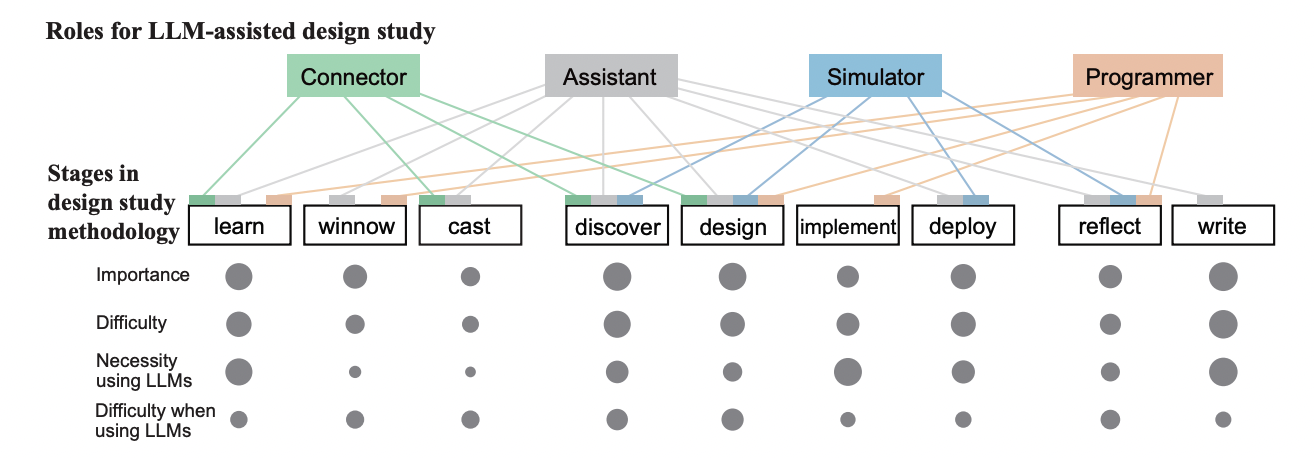 Roles for LLM-assisted design study
Connector
Assistant
Simulator
Programmer
Stages in
design study
methodology
learn
winnow
cast
discover
design
implement
deploy
reflect
write
Importance
Difficulty
Necessity
using LLMs
Difficulty when
using LLMs